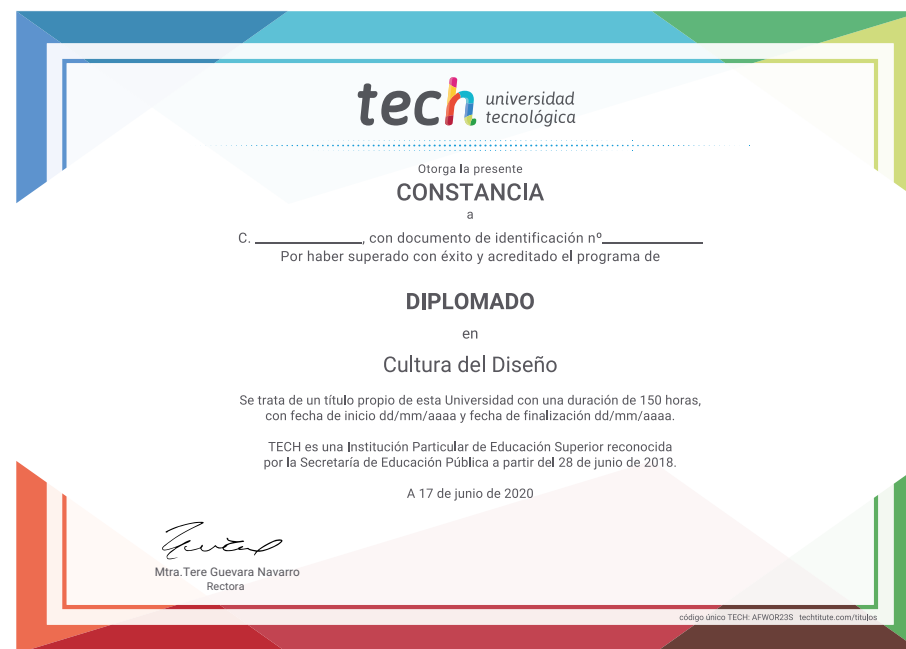 tech universidad
tecnológica
Otorga la presente
CONSTANCIA
a
C. ____________, con documento de identificación nº____________
Por haber superado con éxito y acreditado el programa de
DIPLOMADO
en
Cultura del Diseño
Se trata de un título propio de esta Universidad con una duración de 150 horas,
con fecha de inicio dd/mm/aaaa y fecha de finalización dd/mm/aaaa.
TECH es una Institución Particular de Educación Superior reconocida
por la Secretaría de Educación Pública a partir del 28 de junio de 2018.
A 17 de junio de 2020
Mtra.Tere Guevara Navarro
Rectora
código único TECH: AFWOR23S techtitute.com/titulos